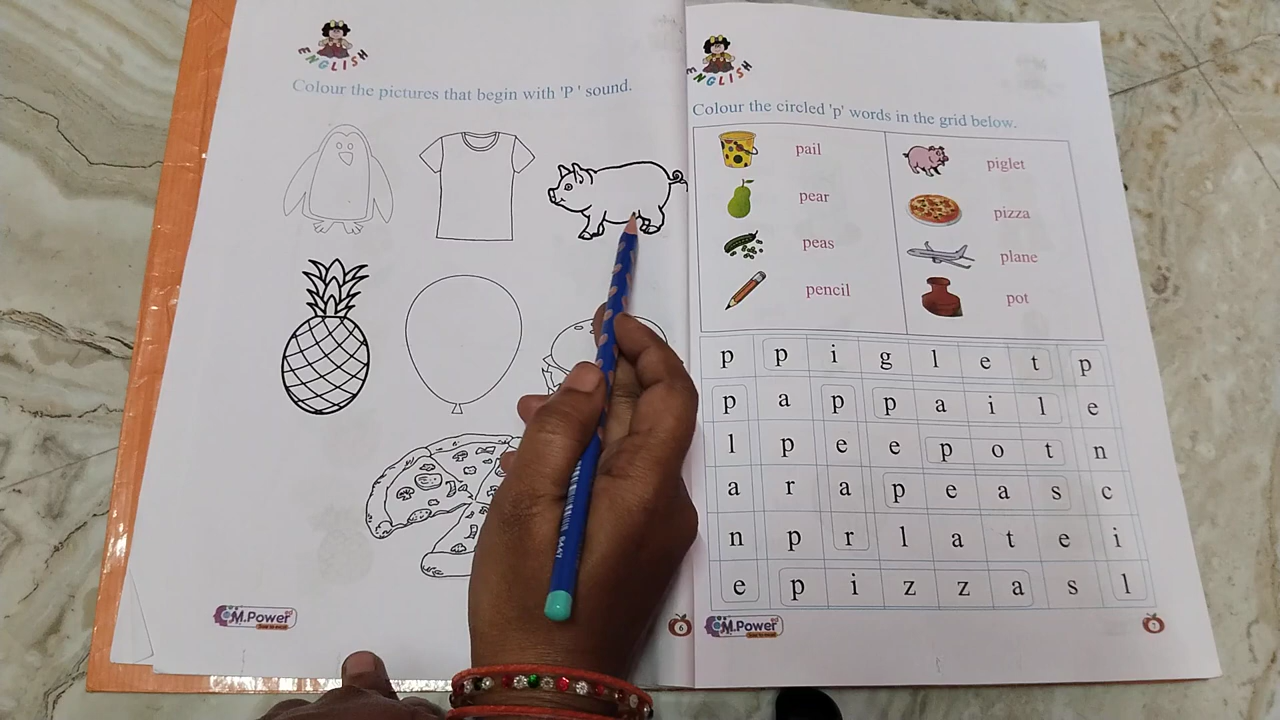 ENGLISH
Colour the pictures that begin with 'P ' sound.
M.Power
6
ENGLISH
Colour the circled 'p' words in the grid below.
pail
piglet
pear
pizza
peas
plane
pencil
pot
p p i g l e t p
p a p p a i l e
l p e e p o t n
a r a p e a s c
n p r l a t e i
e p i z z a s l
M.Power
7